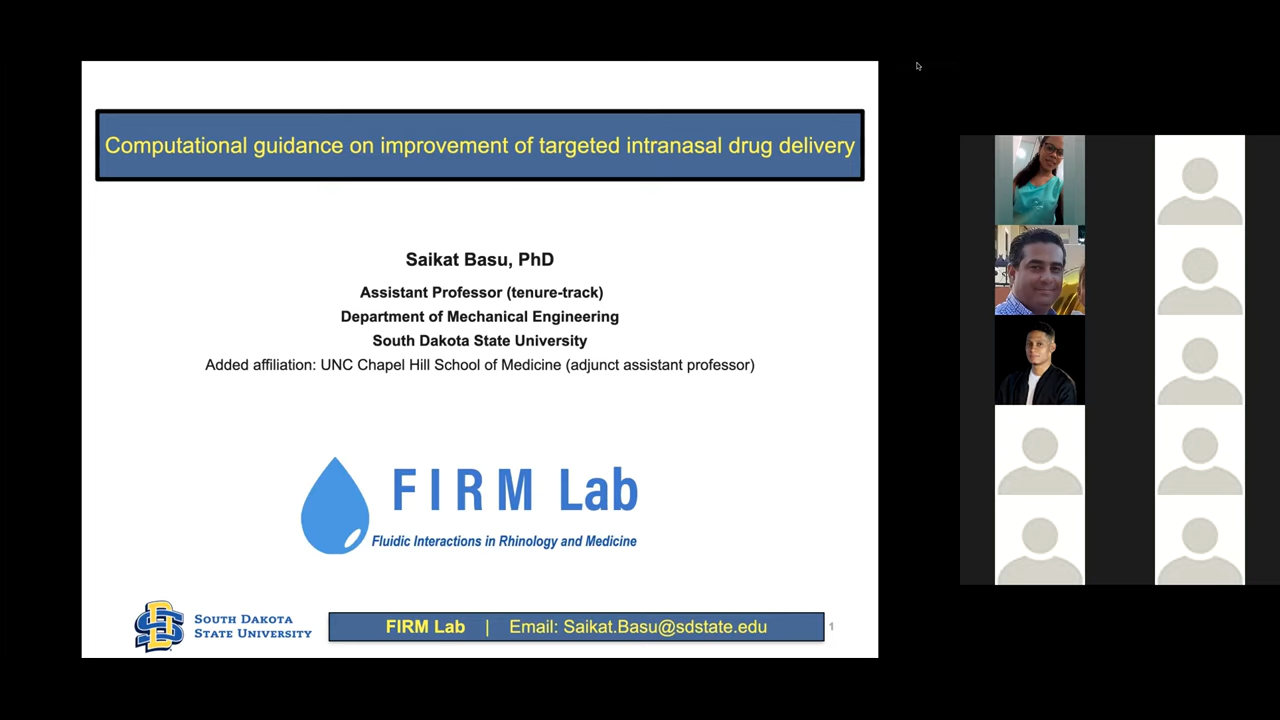 Computational guidance on improvement of targeted intranasal drug delivery
Saikat Basu, PhD
Assistant Professor (tenure-track)
Department of Mechanical Engineering
South Dakota State University
Added affiliation: UNC Chapel Hill School of Medicine (adjunct assistant professor)
FIRM Lab
Fluidic Interactions in Rhinology and Medicine
SOUTH DAKOTA
STATE UNIVERSITY
FIRM Lab | Email: Saikat.Basu@sdstate.edu
1